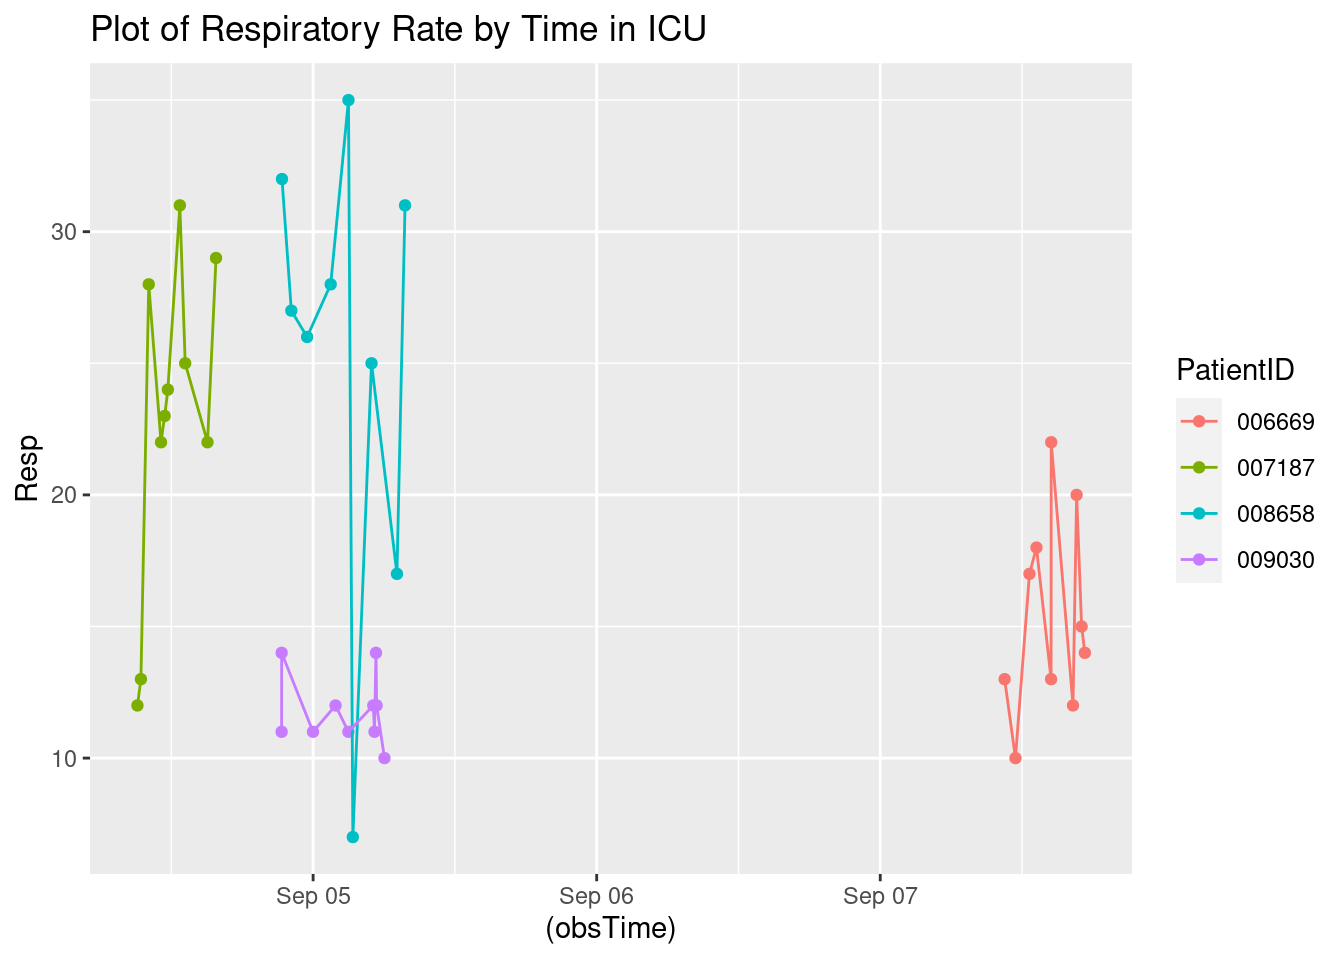 Plot of Respiratory Rate by Time in ICU
30
20
10
Resp
Sep 05
Sep 06
Sep 07
(obsTime)
PatientID
006669
007187
008658
009030